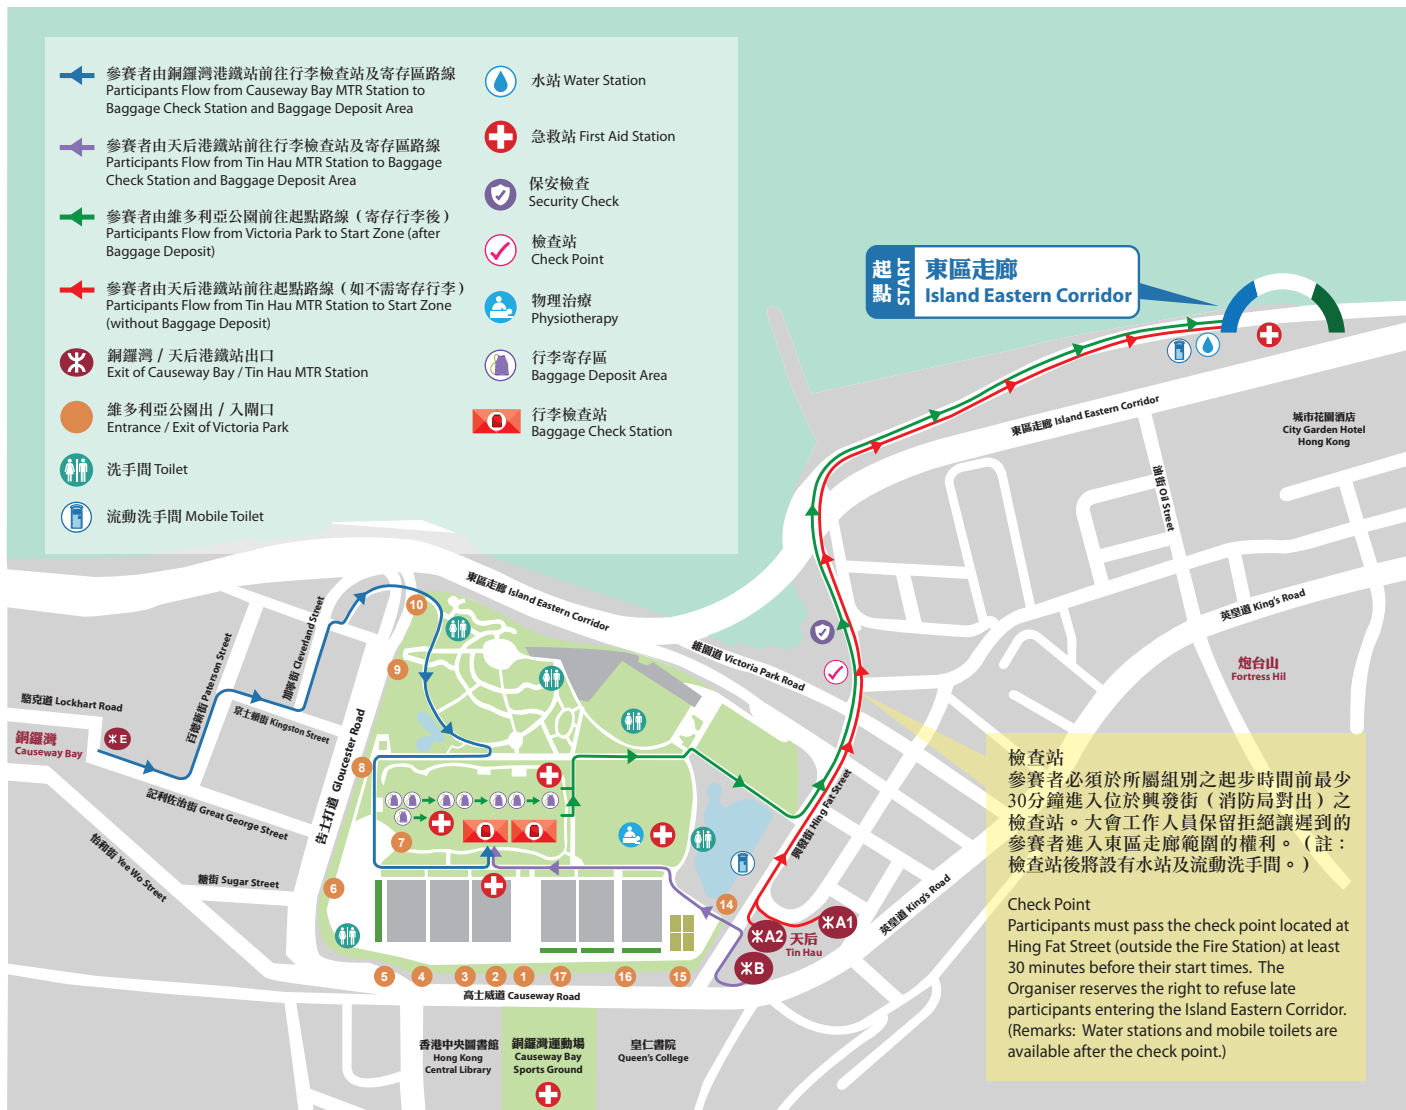 參賽者由銅鑼灣港鐵站前往行李檢查站及寄存區路線
Participants Flow from Causeway Bay MTR Station to
Baggage Check Station and Baggage Deposit Area
參賽者由天后港鐵站前往行李檢查站及寄存區路線
Participants Flow from Tin Hau MTR Station to Baggage
Check Station and Baggage Deposit Area
參賽者由維多利亞公園前往起點路線（寄存行李後）
Participants Flow from Victoria Park to Start Zone (after
Baggage Deposit)
參賽者由天后港鐵站前往起點路線（如不需寄存行李）
Participants Flow from Tin Hau MTR Station to Start Zone
(without Baggage Deposit)
銅鑼灣 / 天后港鐵站出口
Exit of Causeway Bay / Tin Hau MTR Station
維多利亞公園出 / 入閘口
Entrance / Exit of Victoria Park
洗手間 Toilet
流動洗手間 Mobile Toilet
水站 Water Station
急救站 First Aid Station
保安檢查
Security Check
檢查站
Check Point
物理治療
Physiotherapy
行李寄存區
Baggage Deposit Area
行李檢查站
Baggage Check Station
起點
START
東區走廊
Island Eastern Corridor
東區走廊 Island Eastern Corridor
城市花園酒店
City Garden Hotel
Hong Kong
油街 Oil Street
東區走廊 Island Eastern Corridor
維園道 Victoria Park Road
英皇道 King's Road
炮台山
Fortress Hil
10
9
8
7
6
加寧街 Cleverland Street
百德新街 Paterson Street
京士頓街 Kingston Street
駱克道 Lockhart Road
銅鑼灣
Causeway Bay
E
記利佐治街 Great George Street
告士打道 Gloucester Road
怡和街 Yee Wo Street
糖街 Sugar Street
興發街 Hing Fat Street
英皇道 King's Road
14
A1
A2
天后
Tin Hau
B
5
4
3
2
1
17
16
15
高士威道 Causeway Road
香港中央圖書館
Hong Kong
Central Library
銅鑼灣運動場
Causeway Bay
Sports Ground
皇仁書院
Queen's College
檢查站
參賽者必須於所屬組別之起步時間前最少
30分鐘進入位於興發街（消防局對出）之
檢查站。大會工作人員保留拒絕讓遲到的
參賽者進入東區走廊範圍的權利。（註：
檢查站後將設有水站及流動洗手間。）
Check Point
Participants must pass the check point located at
Hing Fat Street (outside the Fire Station) at least
30 minutes before their start times. The
Organiser reserves the right to refuse late
participants entering the Island Eastern Corridor.
(Remarks: Water stations and mobile toilets are
available after the check point.)